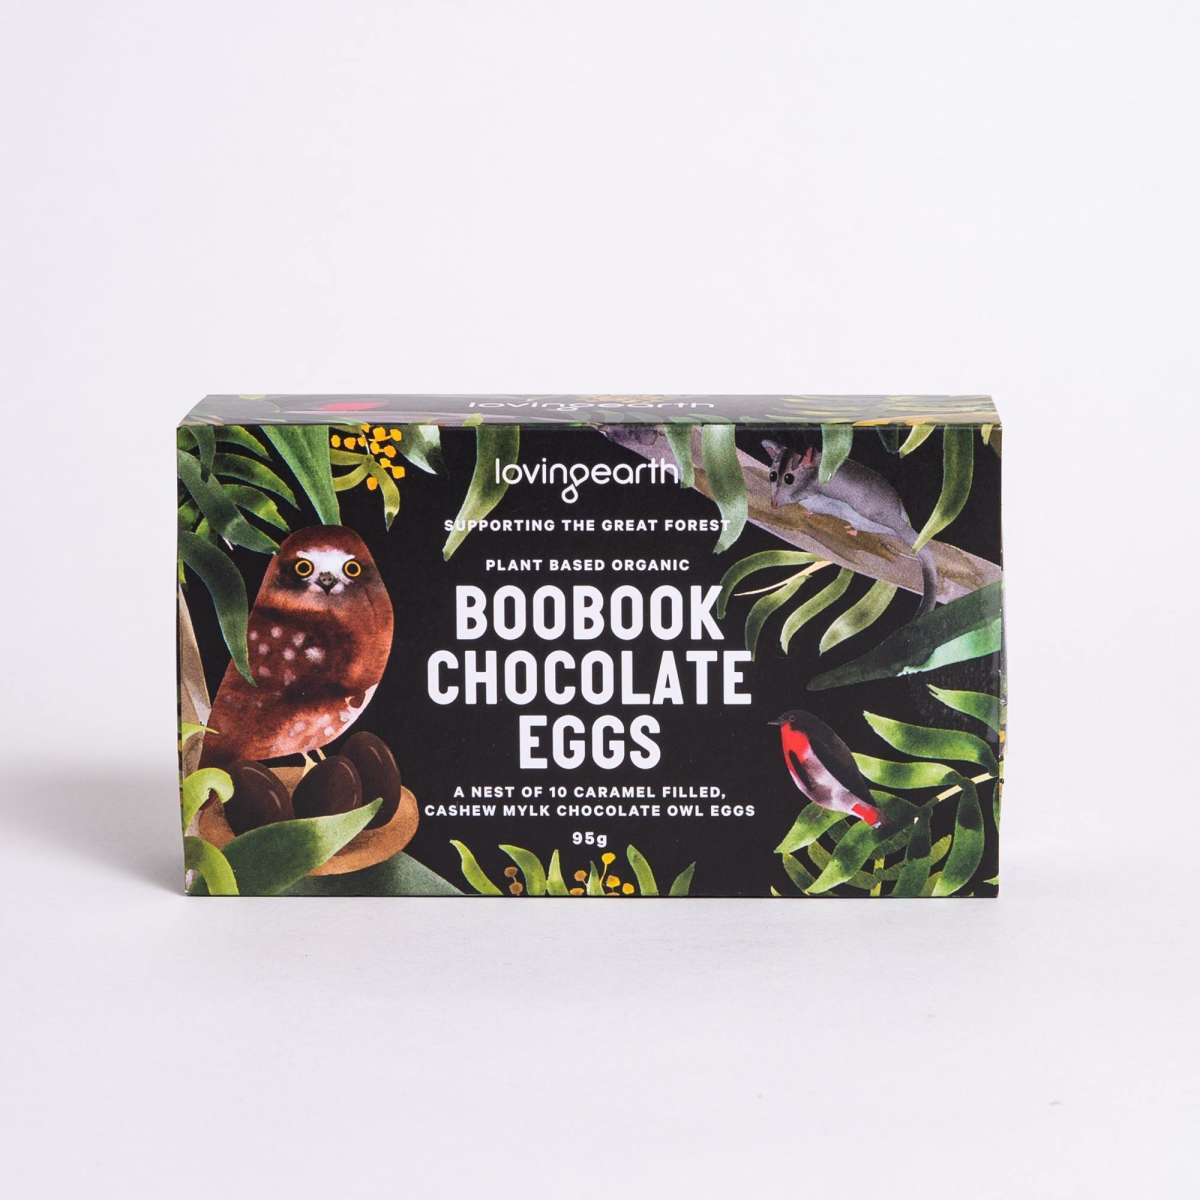 lovingearth
lovingearth
SUPPORTING THE GREAT FOREST
PLANT BASED ORGANIC
BOOBOOK
CHOCOLATE
EGGS
A NEST OF 10 CARAMEL FILLED,
CASHEW MYLK CHOCOLATE OWL EGGS
95g